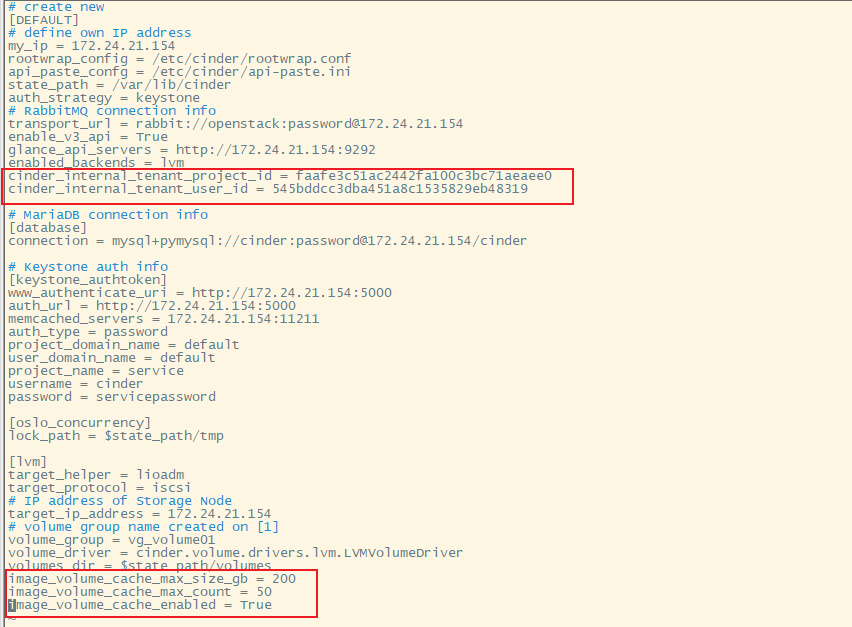 # create new
[DEFAULT]
# define own IP address
my_ip = 172.24.21.154
rootwrap_config = /etc/cinder/rootwrap.conf
api_paste_confg = /etc/cinder/api-paste.ini
state_path = /var/lib/cinder
auth_strategy = keystone
# RabbitMQ connection info
transport_url = rabbit://openstack:password@172.24.21.154
enable_v3_api = True
glance_api_servers = http://172.24.21.154:9292
enabled_backends = lvm
cinder_internal_tenant_project_id = faafe3c51ac2442fa100c3bc71aeaee0
cinder_internal_tenant_user_id = 545bddcc3dba451a8c1535829eb48319
# MariaDB connection info
[database]
connection = mysql+pymysql://cinder:password@172.24.21.154/cinder
# Keystone auth info
[keystone_authtoken]
www_authenticate_uri = http://172.24.21.154:5000
auth_url = http://172.24.21.154:5000
memcached_servers = 172.24.21.154:11211
auth_type = password
project_domain_name = default
user_domain_name = default
project_name = service
username = cinder
password = servicepassword
[oslo_concurrency]
lock_path = $state_path/tmp
[lvm]
target_helper = lioadm
target_protocol = iscsi
# IP address of Storage Node
target_ip_address = 172.24.21.154
# volume group name created on [1]
volume_group = vg_volume01
volume_driver = cinder.volume.drivers.lvm.LVMVolumeDriver
volumes_dir = $state_path/volumes
image_volume_cache_max_size_gb = 200
image_volume_cache_max_count = 50
image_volume_cache_enabled = True
~